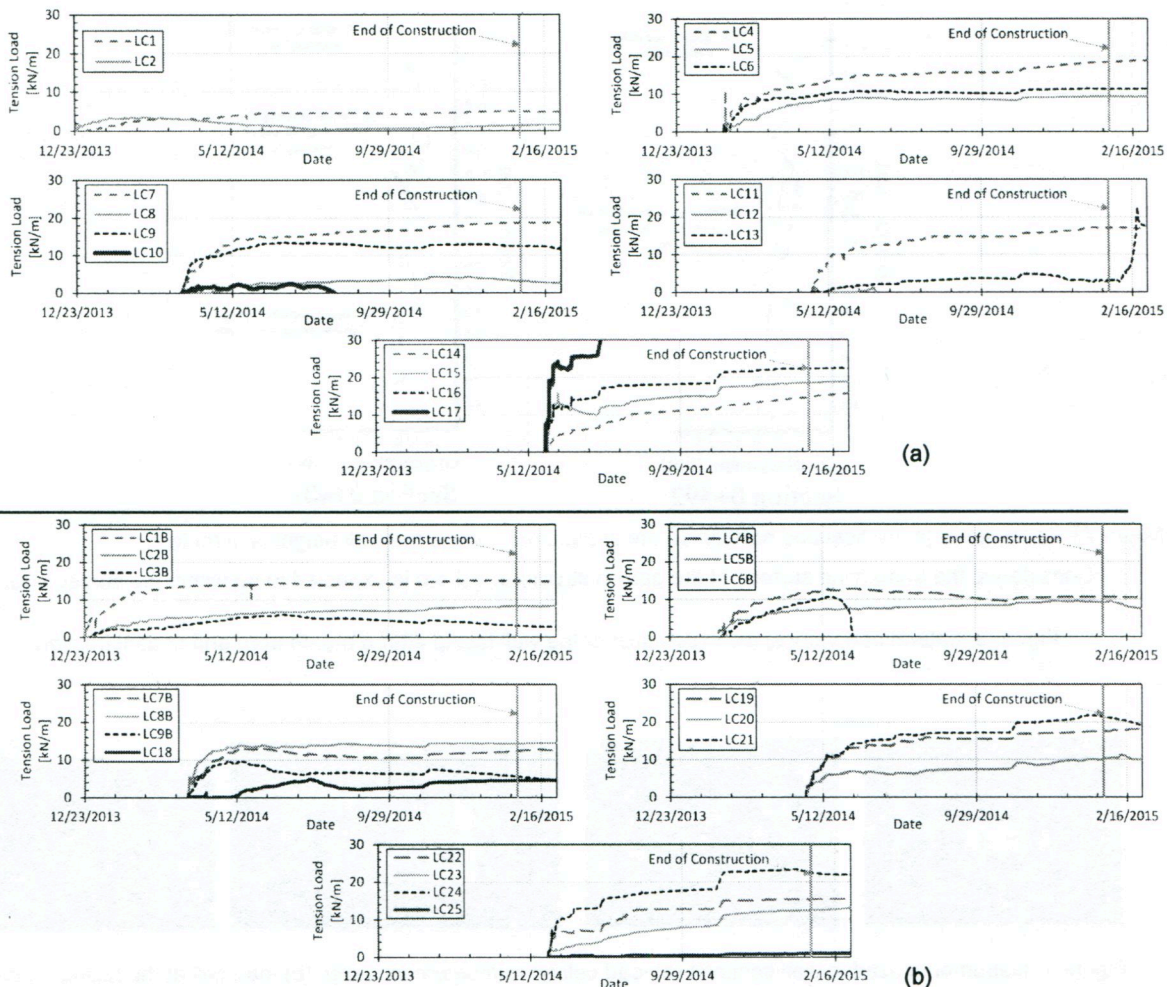 Tension Load [kN/m]
30
20
10
0
LC1
LC2
End of Construction
12/23/2013 5/12/2014 9/29/2014 2/16/2015
Date
Tension Load [kN/m]
30
20
10
0
LC4
LC5
LC6
End of Construction
12/23/2013 5/12/2014 9/29/2014 2/16/2015
Date
Tension Load [kN/m]
30
20
10
0
LC7
LC8
LC9
LC10
End of Construction
12/23/2013 5/12/2014 9/29/2014 2/16/2015
Date
Tension Load [kN/m]
30
20
10
0
LC11
LC12
LC13
End of Construction
12/23/2013 5/12/2014 9/29/2014 2/16/2015
Date
Tension Load [kN/m]
30
20
10
0
LC14
LC15
LC16
LC17
End of Construction
12/23/2013 5/12/2014 9/29/2014 2/16/2015
Date
(a)
Tension Load [kN/m]
30
20
10
0
LC1B
LC2B
LC3B
End of Construction
12/23/2013 5/12/2014 9/29/2014 2/16/2015
Date
Tension Load [kN/m]
30
20
10
0
LC4B
LC5B
LC6B
End of Construction
12/23/2013 5/12/2014 9/29/2014 2/16/2015
Date
Tension Load [kN/m]
30
20
10
0
LC7B
LC8B
LC9B
LC18
End of Construction
12/23/2013 5/12/2014 9/29/2014 2/16/2015
Date
Tension Load [kN/m]
30
20
10
0
LC19
LC20
LC21
End of Construction
12/23/2013 5/12/2014 9/29/2014 2/16/2015
Date
Tension Load [kN/m]
30
20
10
0
LC22
LC23
LC24
LC25
End of Construction
12/23/2013 5/12/2014 9/29/2014 2/16/2015
Date
(b)